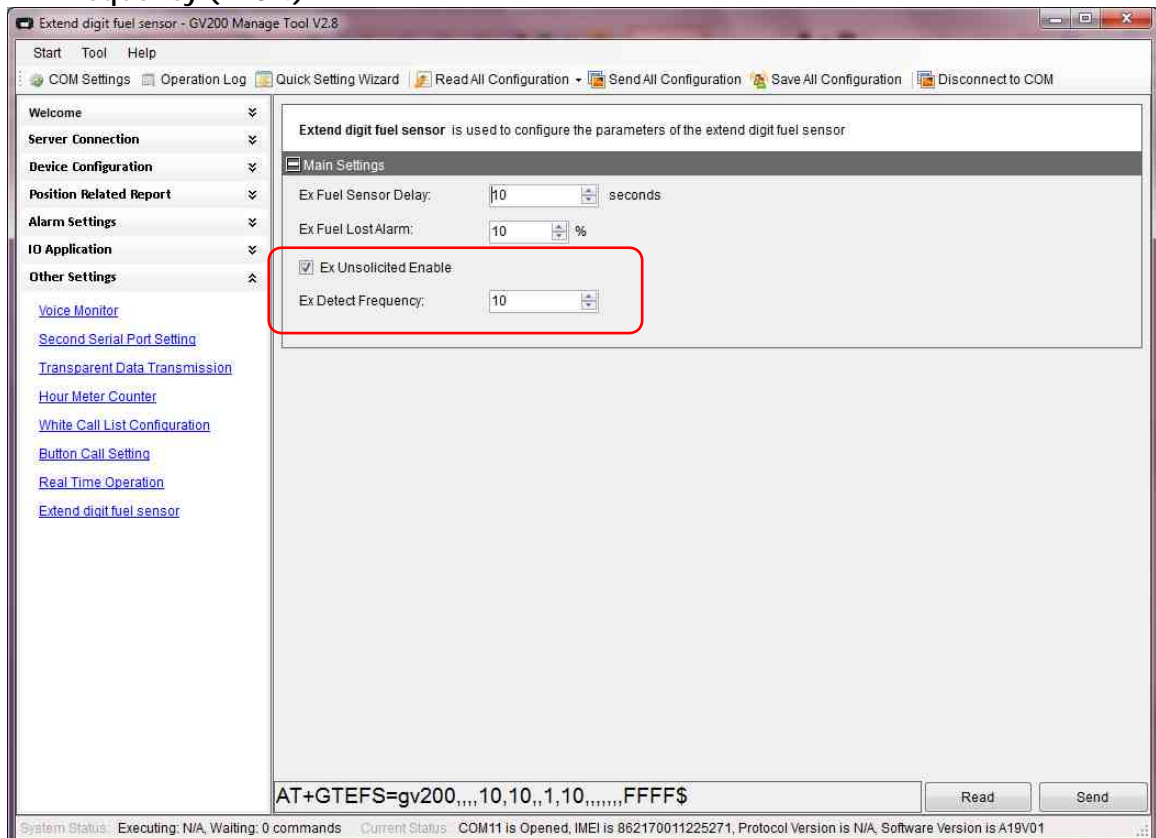 Extend digit fuel sensor - GV200 Manage Tool V2.8
Start Tool Help
COM Settings Operation Log Quick Setting Wizard Read All Configuration Send All Configuration Save All Configuration Disconnect to COM
Welcome
Server Connection
Device Configuration
Position Related Report
Alarm Settings
IO Application
Other Settings
Voice Monitor
Second Serial Port Setting
Transparent Data Transmission
Hour Meter Counter
White Call List Configuration
Button Call Setting
Real Time Operation
Extend digit fuel sensor
Extend digit fuel sensor is used to configure the parameters of the extend digit fuel sensor
Main Settings
Ex Fuel Sensor Delay: 10 seconds
Ex Fuel Lost Alarm: 10 %
Ex Unsolicited Enable
Ex Detect Frequency: 10
AT+GTEFS=gv200,,,,10,10,,1,10,,,,,,,FFFF$ Read Send
System Status: Executing: N/A, Waiting: 0 commands Current Status: COM11 is Opened, IMEI is 862170011225271, Protocol Version is N/A, Software Version is A19V01